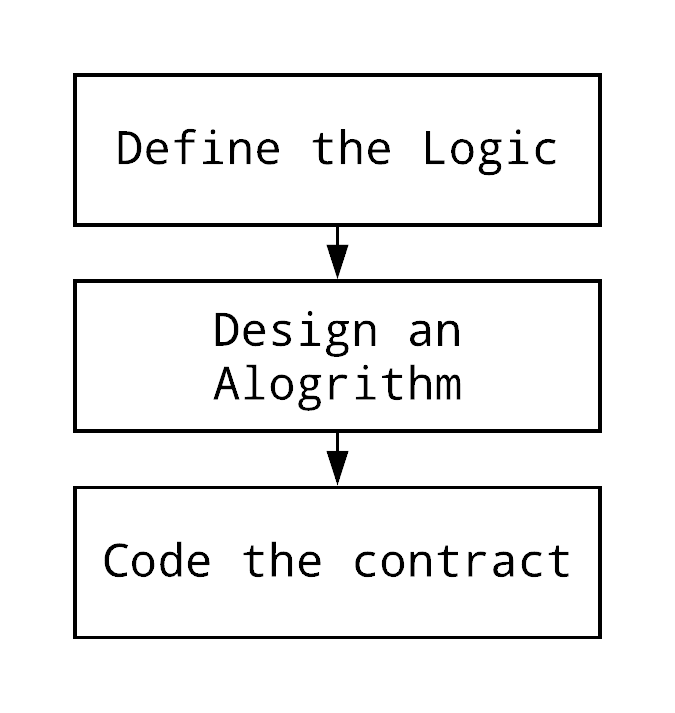 Define the Logic
Design an
Alogrithm
Code the contract